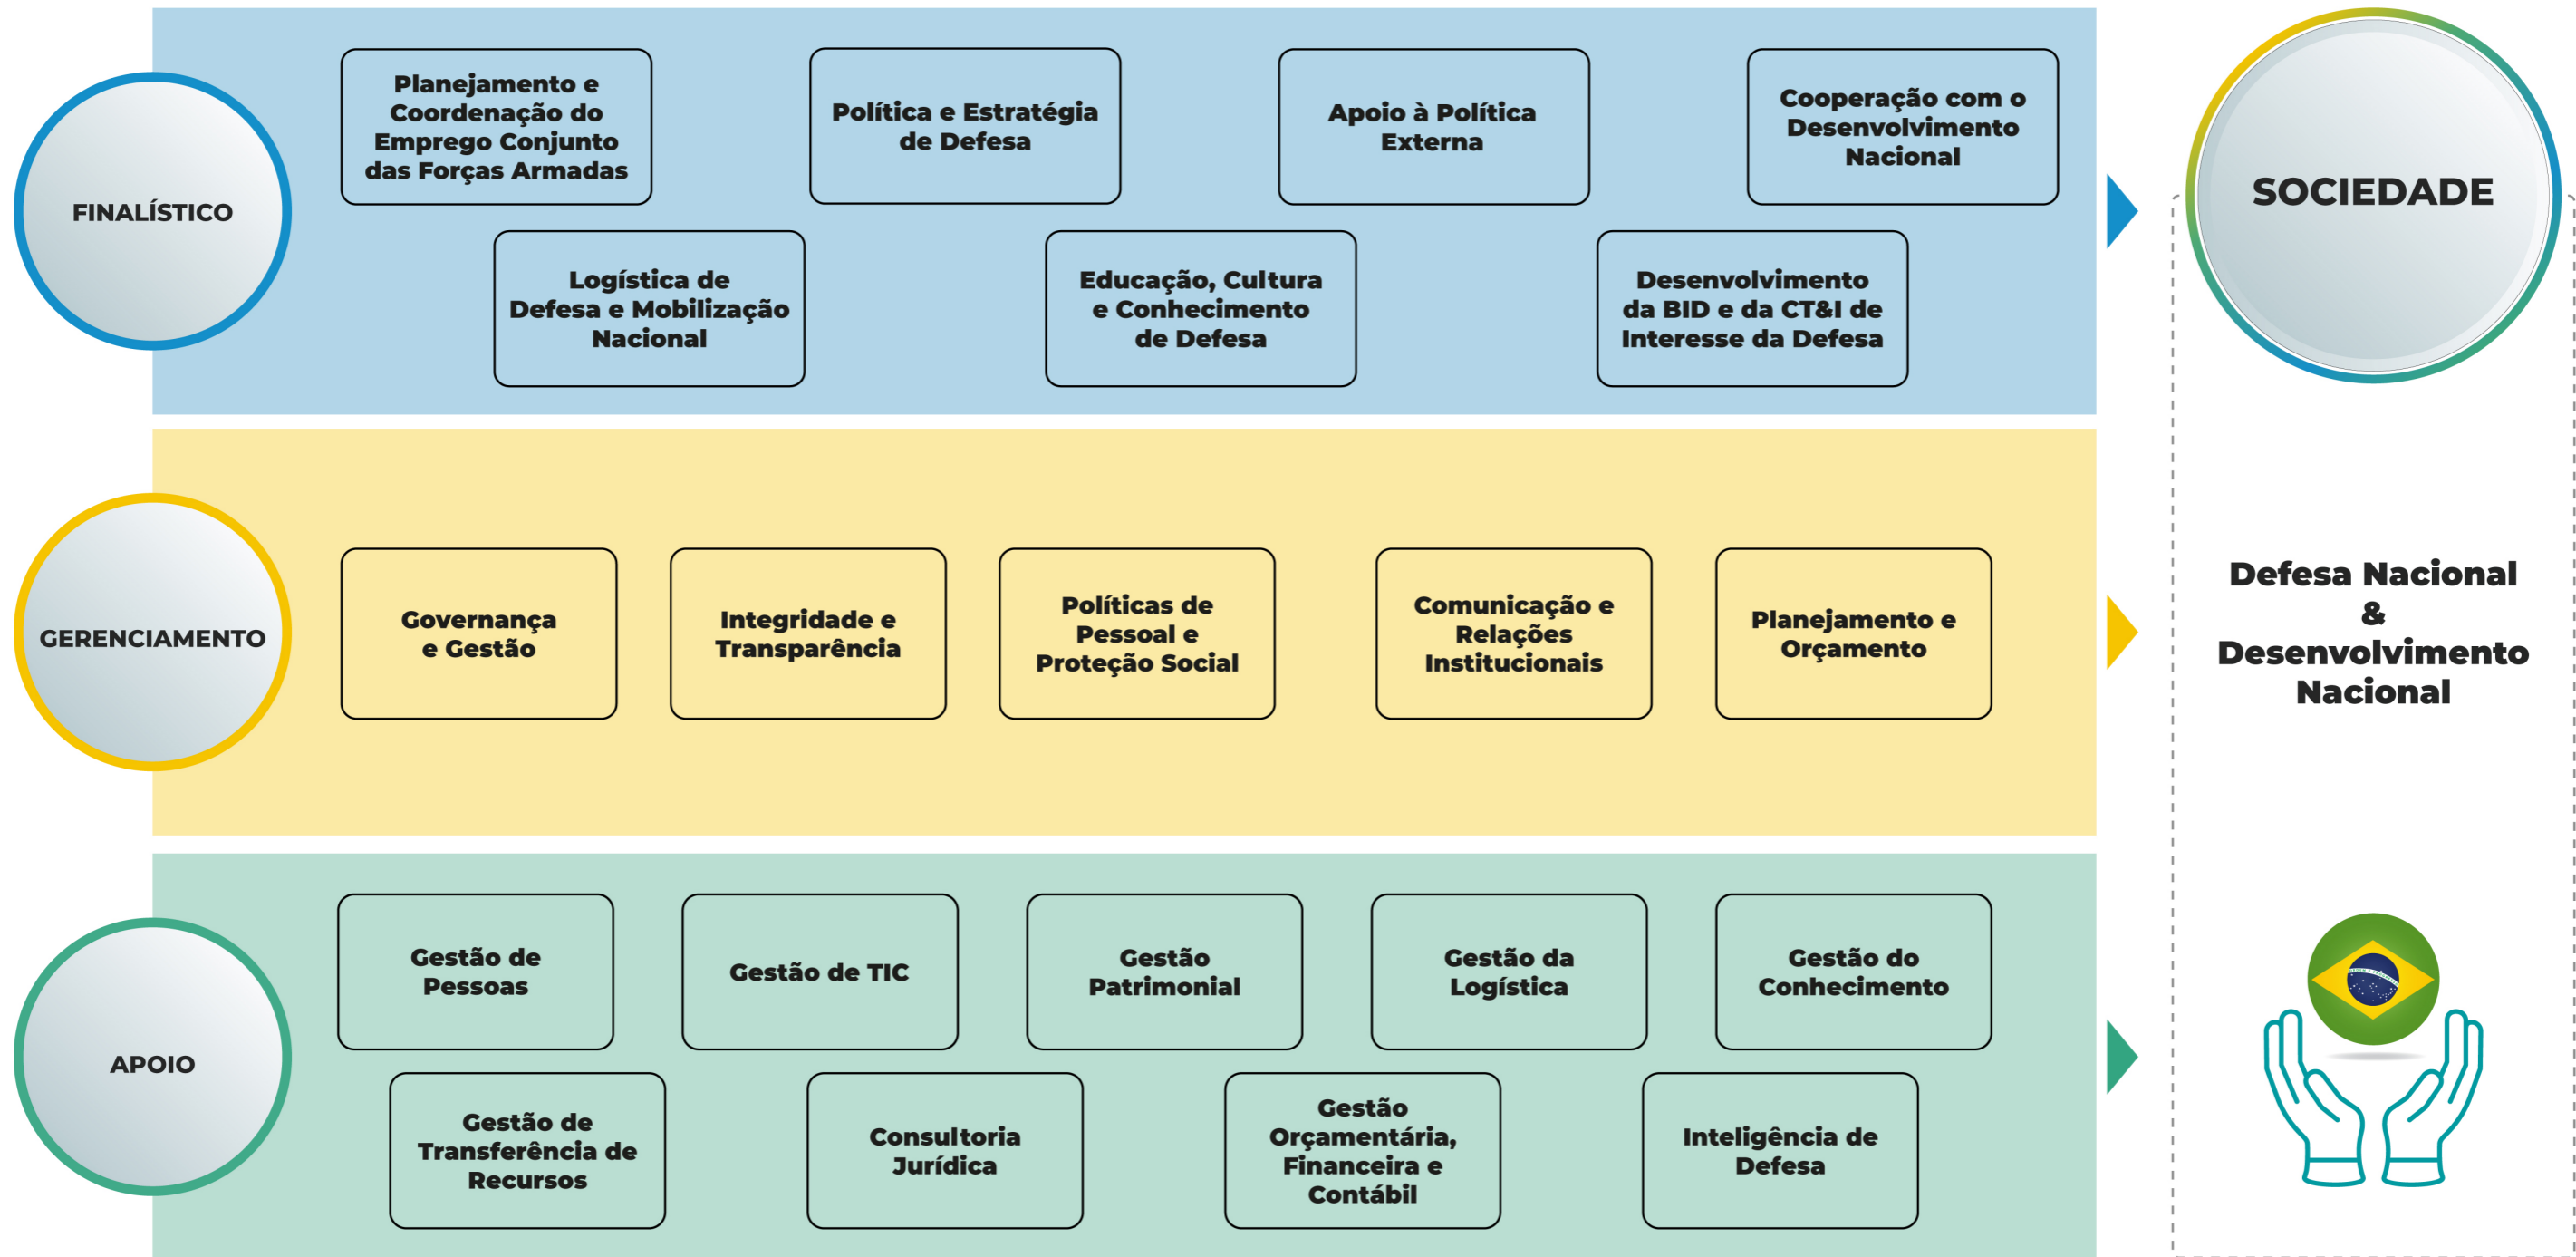 FINALÍSTICO
Planejamento e
Coordenação do
Emprego Conjunto
das Forças Armadas
Política e Estratégia
de Defesa
Apoio à Política
Externa
Cooperação com o
Desenvolvimento
Nacional
Logística de
Defesa e Mobilização
Nacional
Educação, Cultura
e Conhecimento
de Defesa
Desenvolvimento
da BID e da CT&I de
Interesse da Defesa
GERENCIAMENTO
Governança
e Gestão
Integridade e
Transparência
Políticas de
Pessoal e
Proteção Social
Comunicação e
Relações
Institucionais
Planejamento e
Orçamento
APOIO
Gestão de
Pessoas
Gestão de TIC
Gestão
Patrimonial
Gestão da
Logística
Gestão do
Conhecimento
Gestão de
Transferência de
Recursos
Consultoria
Jurídica
Gestão
Orçamentária,
Financeira e
Contábil
Inteligência de
Defesa
SOCIEDADE
Defesa Nacional
&
Desenvolvimento
Nacional